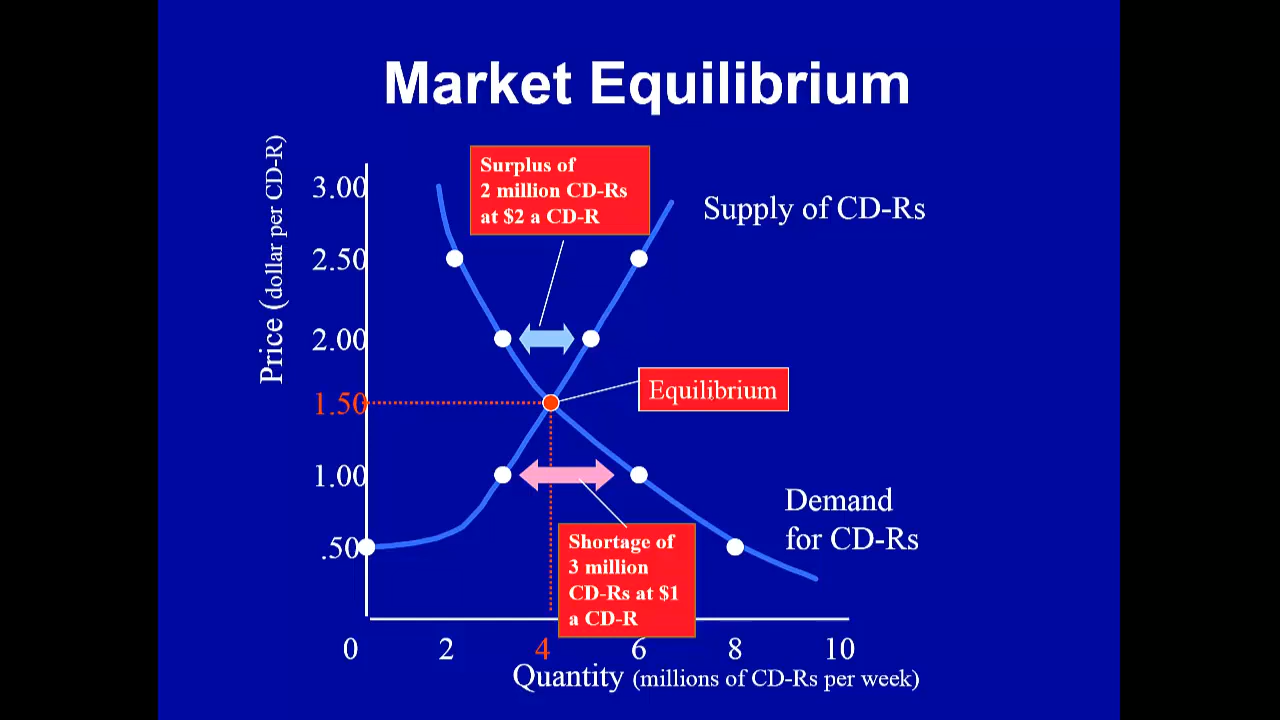 Market Equilibrium
Price (dollar per CD-R)
3.00
2.50
2.00
1.50
1.00
.50
Surplus of
2 million CD-Rs
at $2 a CD-R
Supply of CD-Rs
Equilibrium
Demand
for CD-Rs
Shortage of
3 million
CD-Rs at $1
a CD-R
0 2 4 6 8 10
Quantity (millions of CD-Rs per week)